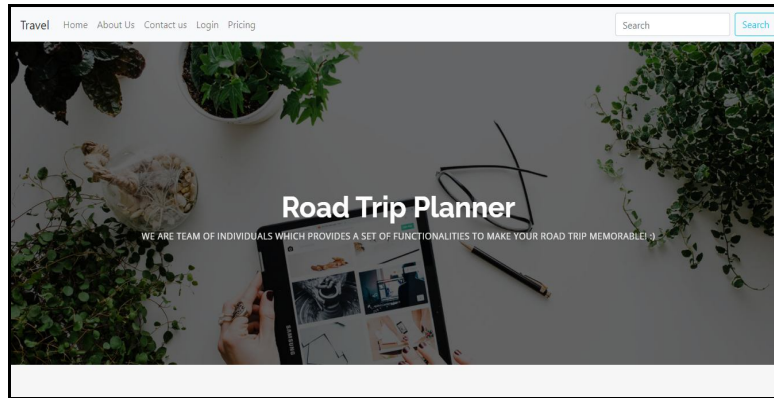 Travel Home About Us Contact us Login Pricing Search Search
Road Trip Planner
WE ARE TEAM OF INDIVIDUALS WHICH PROVIDES A SET OF FUNCTIONALITIES TO MAKE YOUR ROAD TRIP MEMORABLE! :)
SAMSUNG